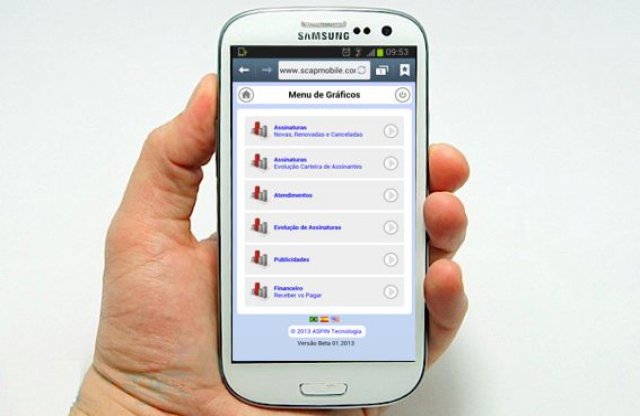 SAMSUNG
09:53
www.scapmobile.co
Menu de Gráficos
Assinaturas
Novas, Renovadas e Canceladas
Assinaturas
Evolução Carteira de Assinantes
Atendimentos
Evolução de Assinaturas
Publicidades
Financeiro
Receber vs Pagar
© 2013 ASPIN Tecnologia
Versão Beta 01.2013